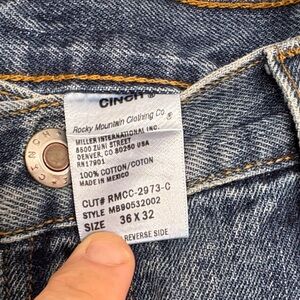 CINCH®
Rocky Mountain Clothing Co®
MILLER INTERNATIONAL INC.
8500 ZUNI STREET
DENVER, CO 80260 USA
RN17901
100% COTTON/COTON
MADE IN MEXICO
CUT# RMCC-2973-C
STYLE MB90532002
SIZE 36 X 32
REVERSE SIDE
CINCH